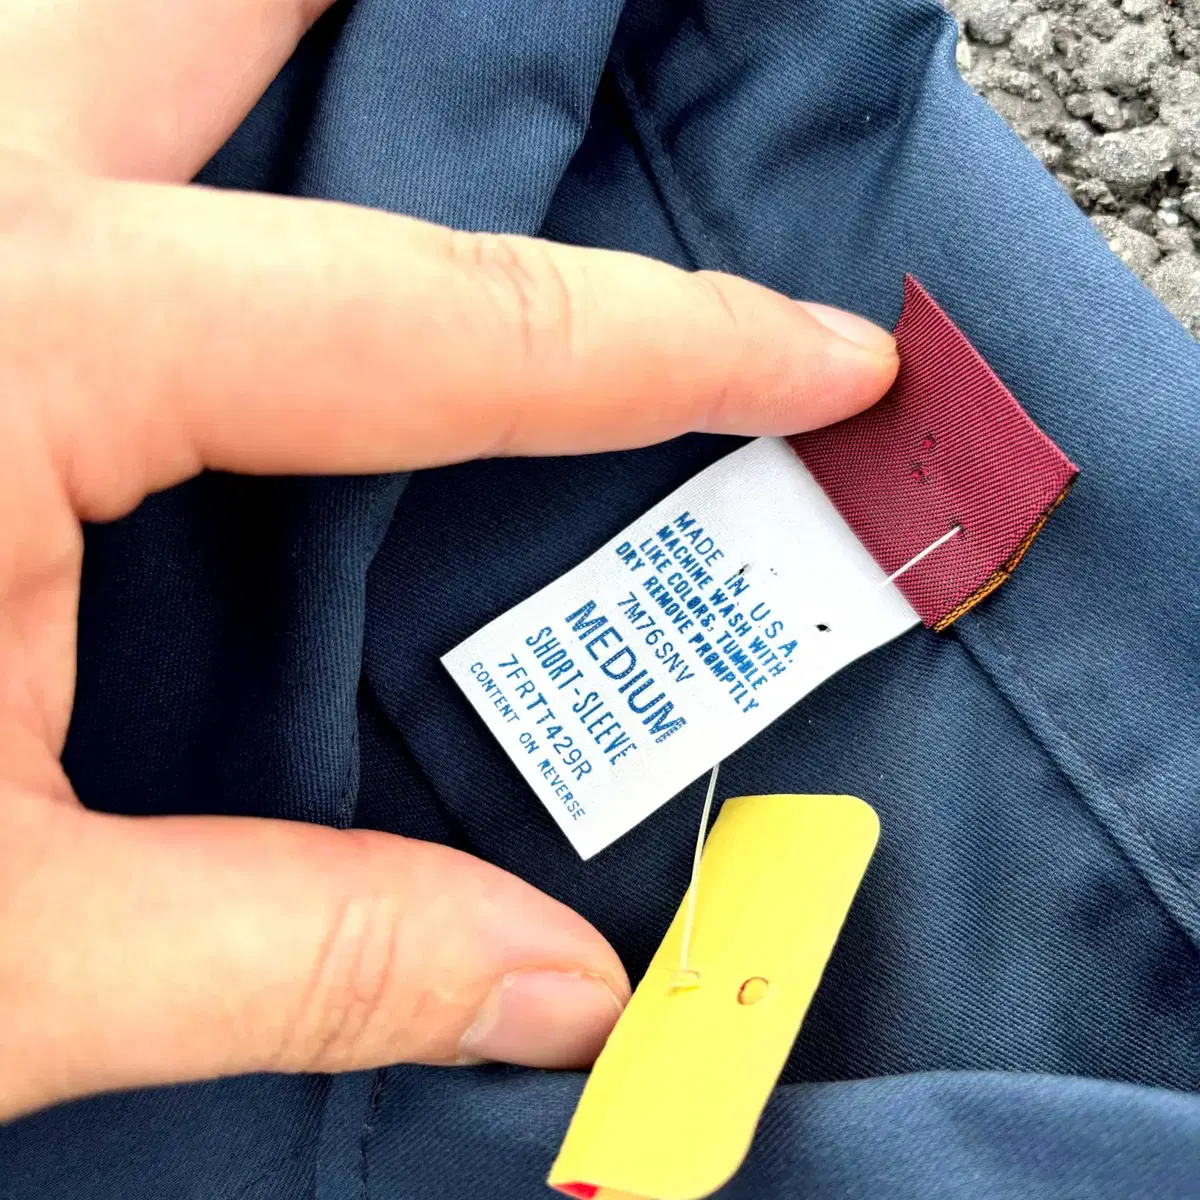 MADE IN U.S.A.
MACHINE WASH WITH
LIKE COLORS, TUMBLE
DRY REMOVE PROMPTLY
7M76SNV
MEDIUM
SHORT-SLEEVE
7FRTT429R
CONTENT ON REVERSE